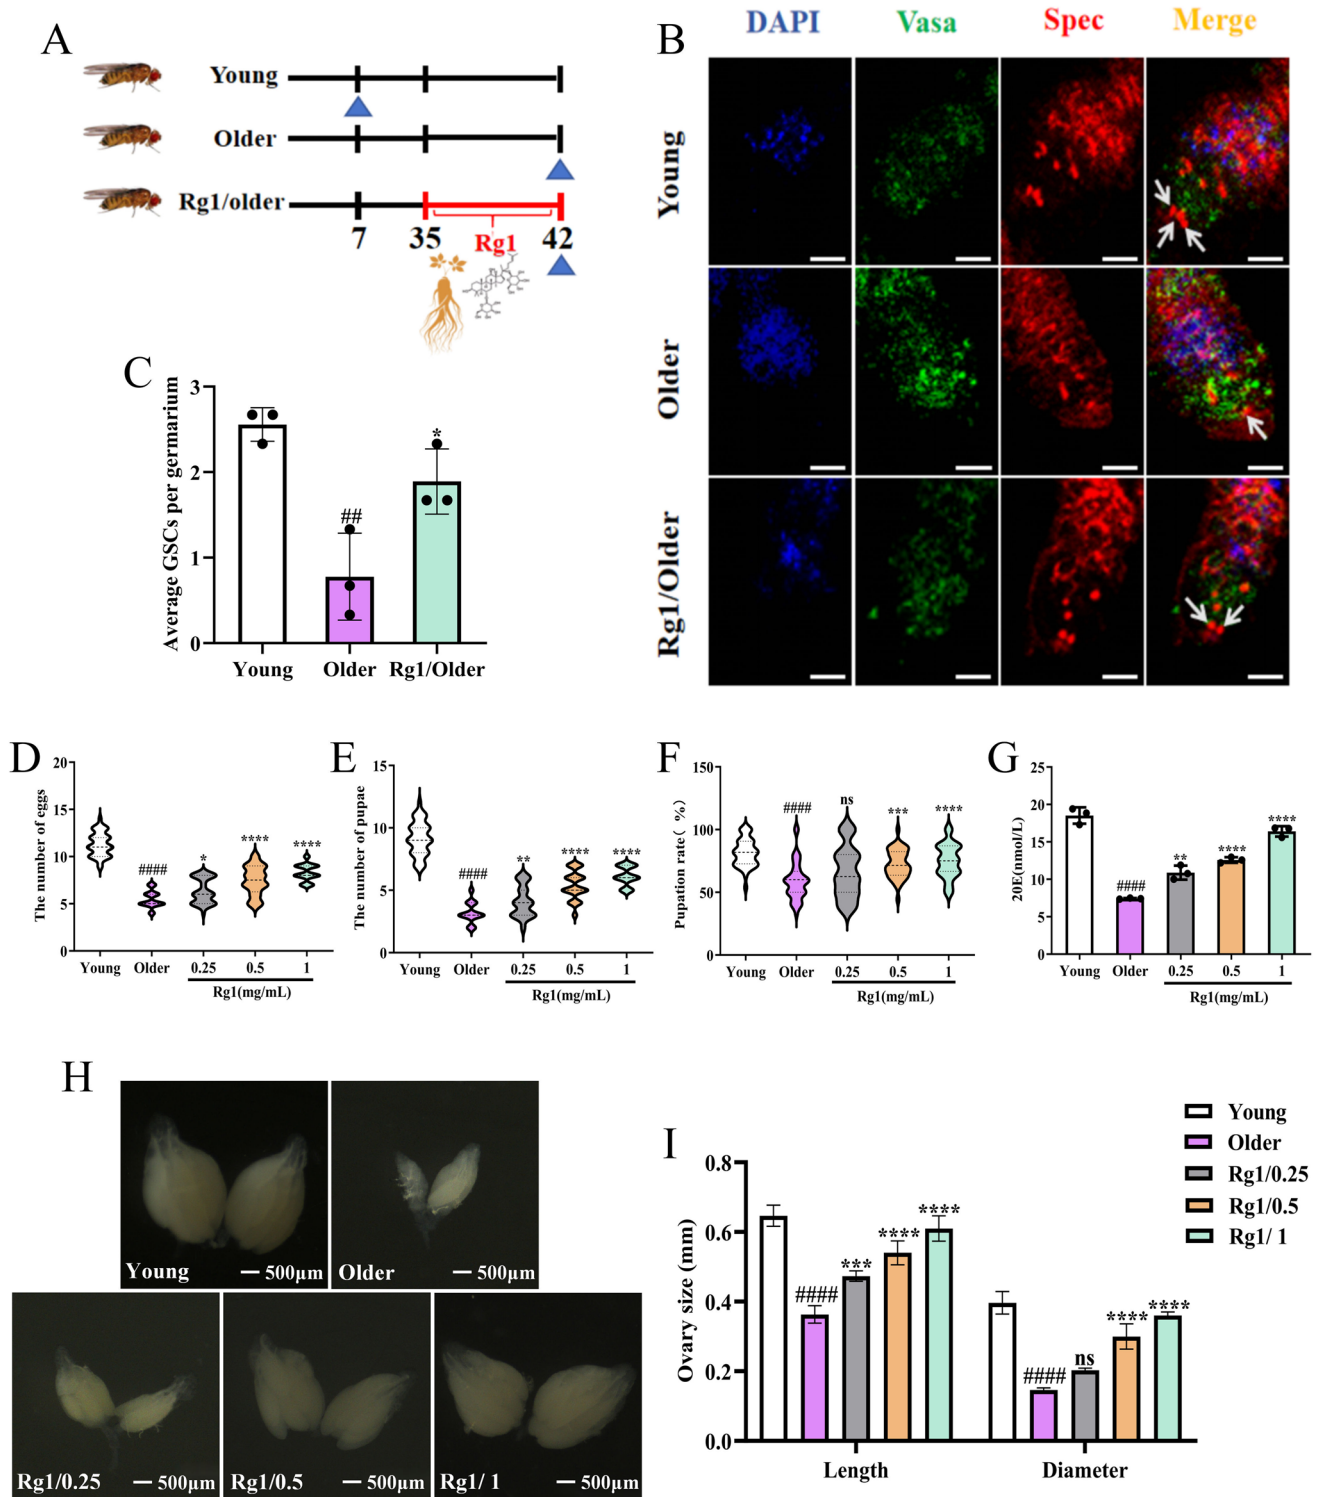 A
Young
Older
Rg1/older
7 35 Rg1 42
B
DAPI Vasa Spec Merge
Young
Older
Rg1/Older
C
Average GSCs per germarium
3
2
1
0
##
*
Young Older Rg1/Older
D
The number of eggs
20
15
10
5
0
####
*
****
****
Young Older 0.25 0.5 1
Rg1(mg/mL)
E
The number of pupae
15
10
5
0
####
**
****
****
Young Older 0.25 0.5 1
Rg1(mg/mL)
F
Pupation rate( %)
150
100
50
0
####
ns
***
****
Young Older 0.25 0.5 1
Rg1(mg/mL)
G
20E(nmol/L)
25
20
15
10
5
0
####
**
****
****
Young Older 0.25 0.5 1
Rg1(mg/mL)
H
Young 500μm
Older 500μm
Rg1/0.25 500μm
Rg1/0.5 500μm
Rg1/ 1 500μm
I
Young
Older
Rg1/0.25
Rg1/0.5
Rg1/ 1
Ovary size (mm)
0.8
0.6
0.4
0.2
0.0
####
***
****
****
####
ns
****
****
Length Diameter